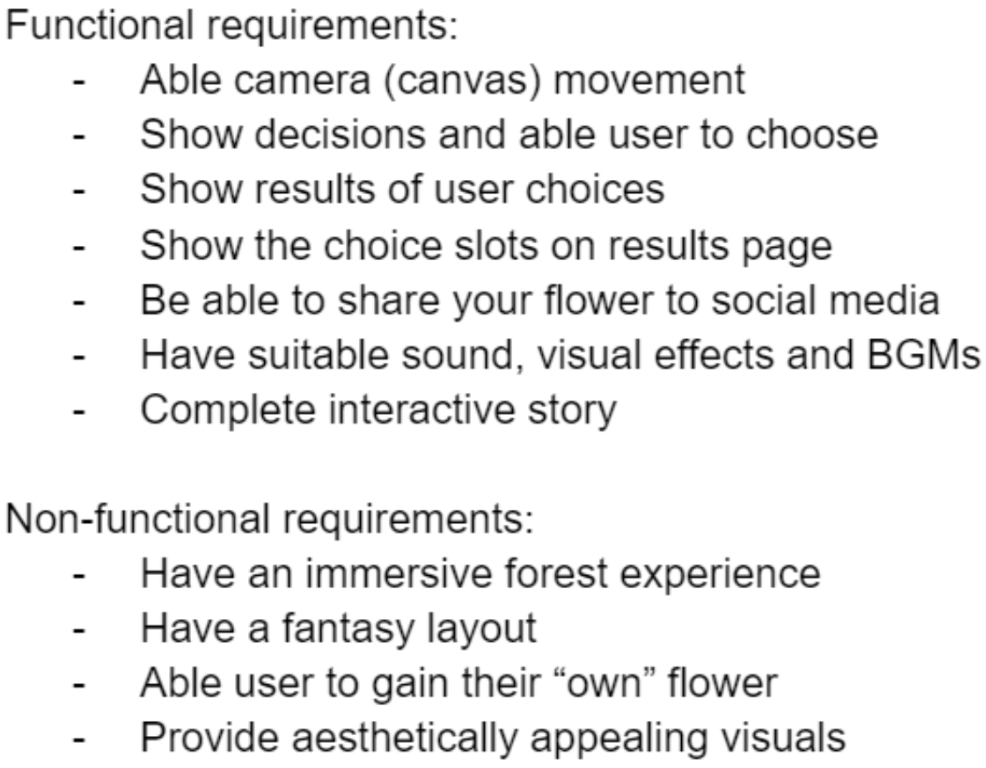 Functional requirements:
- Able camera (canvas) movement
- Show decisions and able user to choose
- Show results of user choices
- Show the choice slots on results page
- Be able to share your flower to social media
- Have suitable sound, visual effects and BGMs
- Complete interactive story
Non-functional requirements:
- Have an immersive forest experience
- Have a fantasy layout
- Able user to gain their “own” flower
- Provide aesthetically appealing visuals